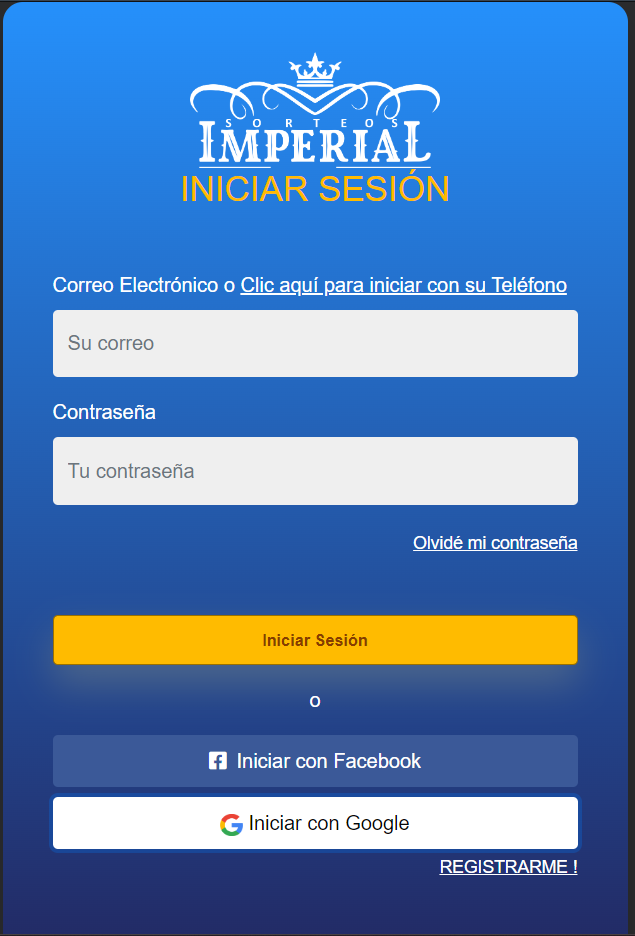 SORTEOS
IMPERIAL
INICIAR SESIÓN
Correo Electrónico o Clic aquí para iniciar con su Teléfono
Su correo
Contraseña
Tu contraseña
Olvidé mi contraseña
Iniciar Sesión
o
Iniciar con Facebook
Iniciar con Google
REGISTRARME !